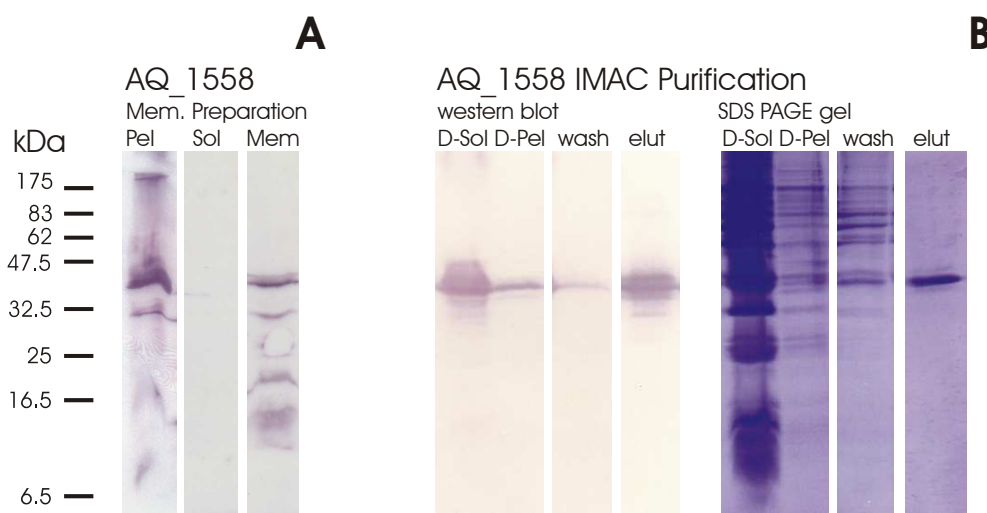 A
B
AQ_1558
Mem. Preparation
Pel Sol Mem
kDa
175
83
62
47.5
32.5
25
16.5
6.5
AQ_1558 IMAC Purification
western blot
D-Sol D-Pel wash elut
SDS PAGE gel
D-Sol D-Pel wash elut